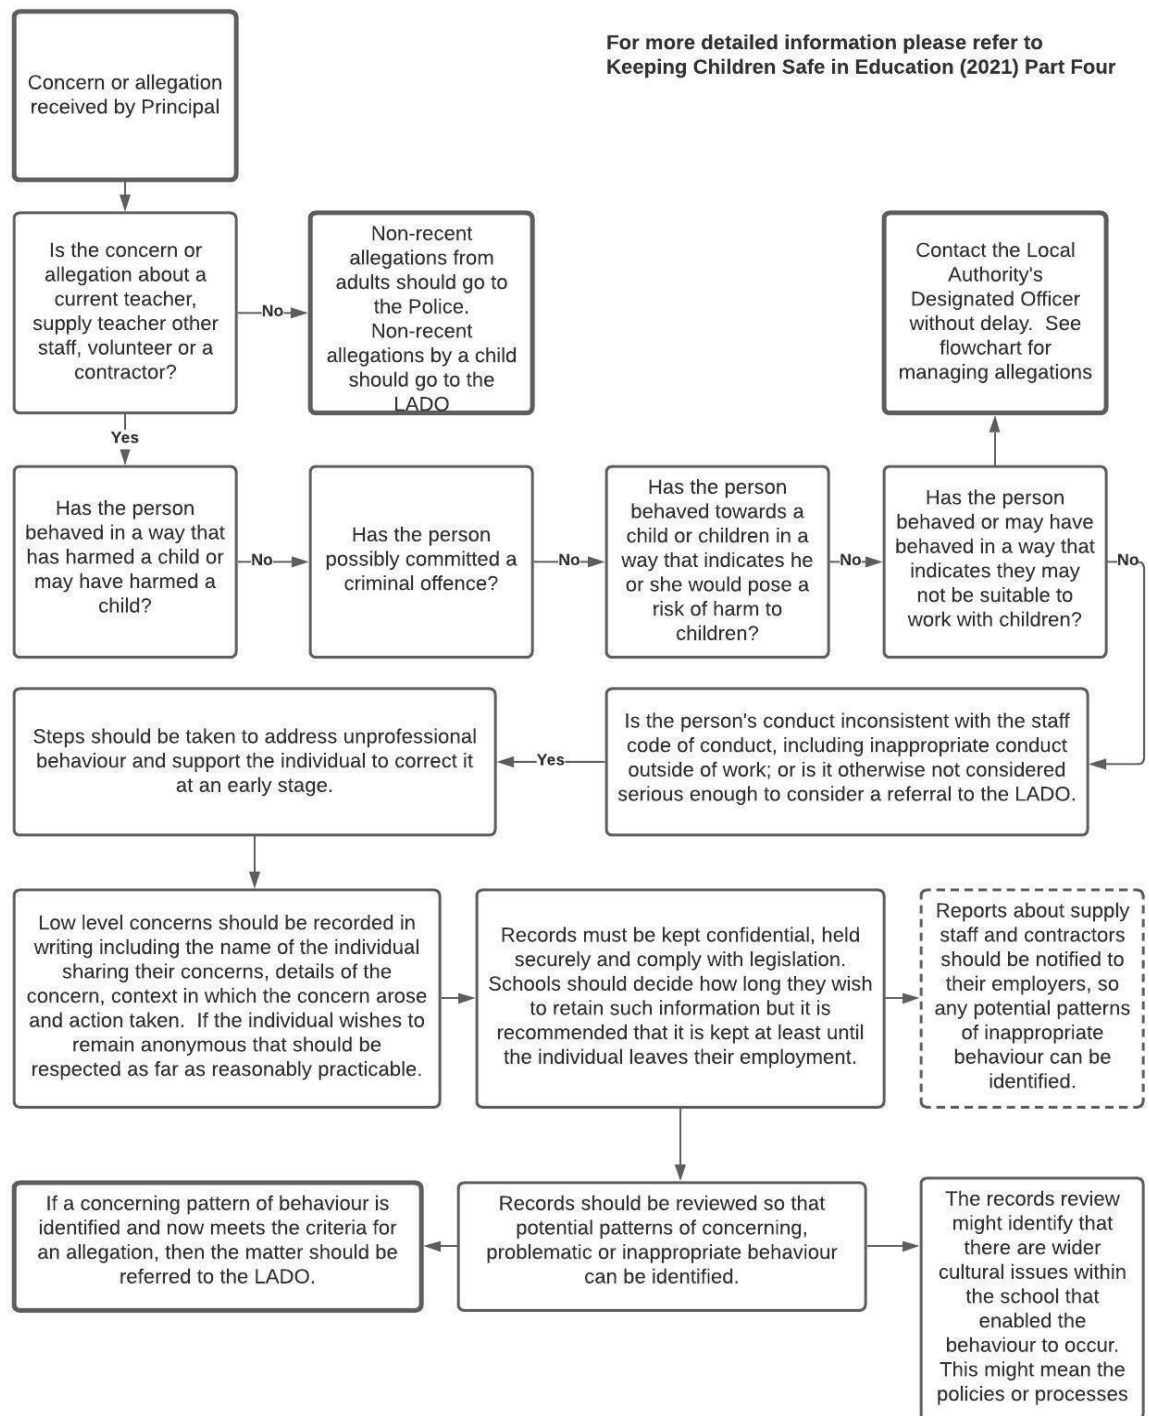 For more detailed information please refer to
Keeping Children Safe in Education (2021) Part Four
Concern or allegation
received by Principal
Is the concern or
allegation about a
current teacher,
supply teacher other
staff, volunteer or a
contractor?
No
Non-recent
allegations from
adults should go to
the Police.
Non-recent
allegations by a child
should go to the
LADO
Contact the Local
Authority's
Designated Officer
without delay.  See
flowchart for
managing allegations
Yes
Has the person
behaved in a way that
has harmed a child or
may have harmed a
child?
No
Has the person
possibly committed a
criminal offence?
No
Has the person
behaved towards a
child or children in a
way that indicates he
or she would pose a
risk of harm to
children?
No
Has the person
behaved or may have
behaved in a way that
indicates they may
not be suitable to
work with children?
No
Is the person's conduct inconsistent with the staff
code of conduct, including inappropriate conduct
outside of work; or is it otherwise not considered
serious enough to consider a referral to the LADO.
Yes
Steps should be taken to address unprofessional
behaviour and support the individual to correct it
at an early stage.
Low level concerns should be recorded in
writing including the name of the individual
sharing their concerns, details of the
concern, context in which the concern arose
and action taken.  If the individual wishes to
remain anonymous that should be
respected as far as reasonably practicable.
Records must be kept confidential, held
securely and comply with legislation.
Schools should decide how long they wish
to retain such information but it is
recommended that it is kept at least until
the individual leaves their employment.
Reports about supply
staff and contractors
should be notified to
their employers, so
any potential patterns
of inappropriate
behaviour can be
identified.
If a concerning pattern of behaviour is
identified and now meets the criteria for
an allegation, then the matter should be
referred to the LADO.
Records should be reviewed so that
potential patterns of concerning,
problematic or inappropriate behaviour
can be identified.
The records review
might identify that
there are wider
cultural issues within
the school that
enabled the
behaviour to occur.
This might mean the
policies or processes